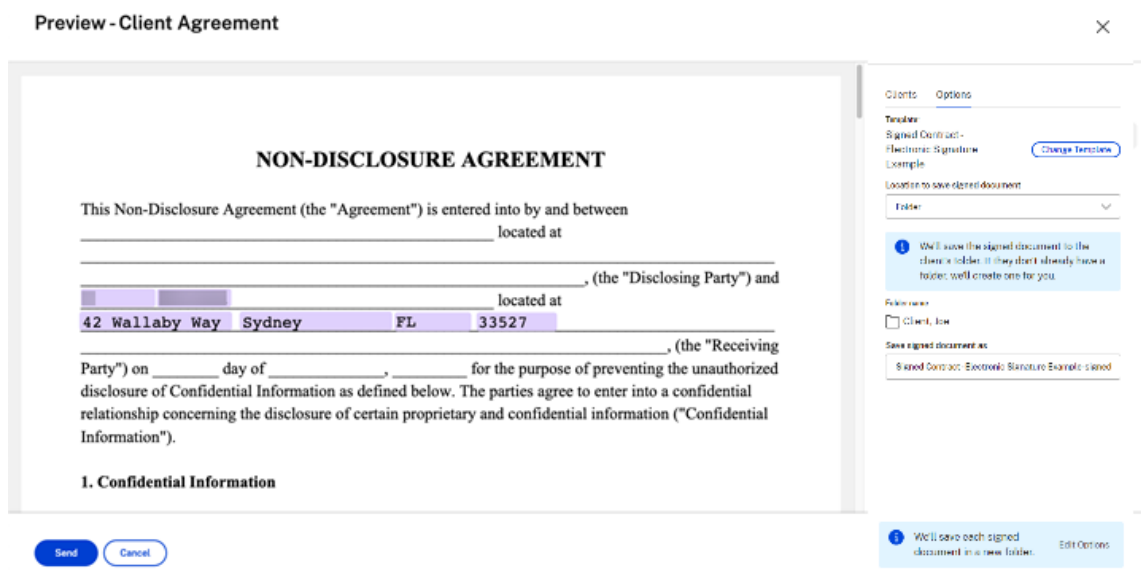 Preview - Client Agreement
NON-DISCLOSURE AGREEMENT
This Non-Disclosure Agreement (the "Agreement") is entered into by and between
located at
, (the "Disclosing Party") and
located at
42 Wallaby Way Sydney FL 33527
, (the "Receiving
Party") on ________ day of ______________, ________ for the purpose of preventing the unauthorized
disclosure of Confidential Information as defined below. The parties agree to enter into a confidential
relationship concerning the disclosure of certain proprietary and confidential information ("Confidential
Information").
1. Confidential Information
Send
Cancel
Clients Options
Template
Signed Contract -
Electronic Signature
Example
Change Template
Location to save signed document
Folder
We'll save the signed document to the
client's folder. If they don't already have a
folder, we'll create one for you.
Folder name
Client, Joe
Save signed document as
Signed Contract - Electronic Signature Example-signed
We'll save each signed
document in a new folder.
Edit Options